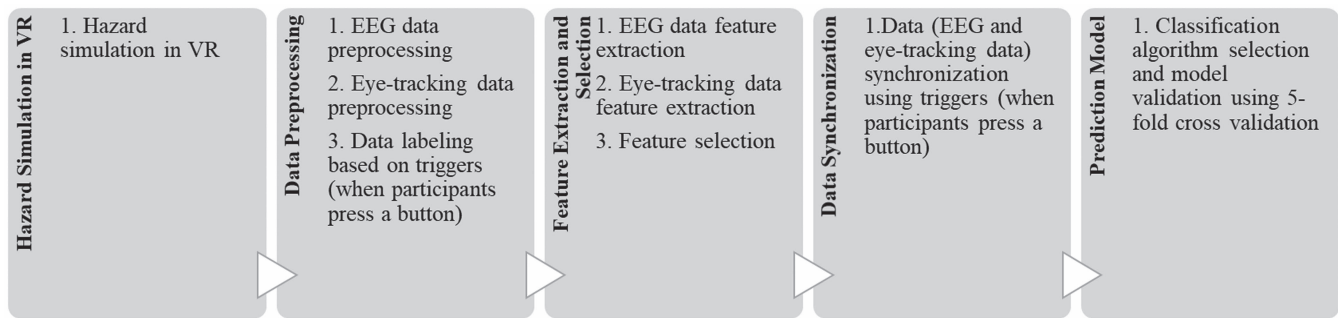 Hazard Simulation in VR
1. Hazard
simulation in VR
Data Preprocessing
1. EEG data
preprocessing
2. Eye-tracking data
preprocessing
3. Data labeling
based on triggers
(when participants
press a button)
Feature Extraction and
Selection
1. EEG data feature
extraction
2. Eye-tracking data
feature extraction
3. Feature selection
Data Synchronization
1.Data (EEG and
eye-tracking data)
synchronization
using triggers (when
participants press a
button)
Prediction Model
1. Classification
algorithm selection
and model
validation using 5-
fold cross validation